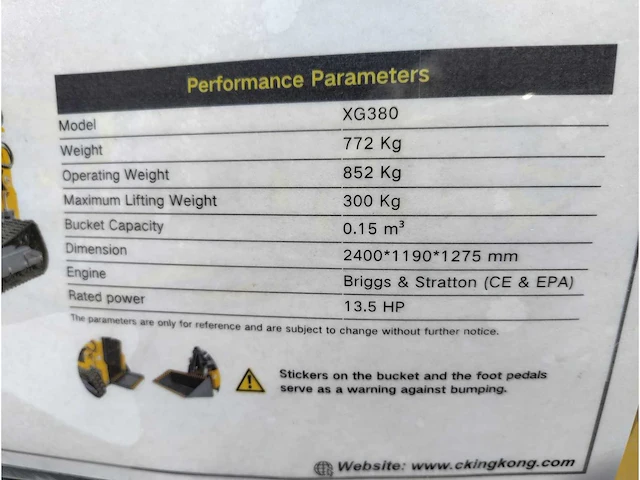 Performance Parameters
Model XG380
Weight 772 Kg
Operating Weight 852 Kg
Maximum Lifting Weight 300 Kg
Bucket Capacity 0.15 m³
Dimension 2400*1190*1275 mm
Engine Briggs & Stratton (CE & EPA)
Rated power 13.5 HP
The parameters are only for reference and are subject to change without further notice.
Stickers on the bucket and the foot pedals
serve as a warning against bumping.
Website: www.ckingkong.com